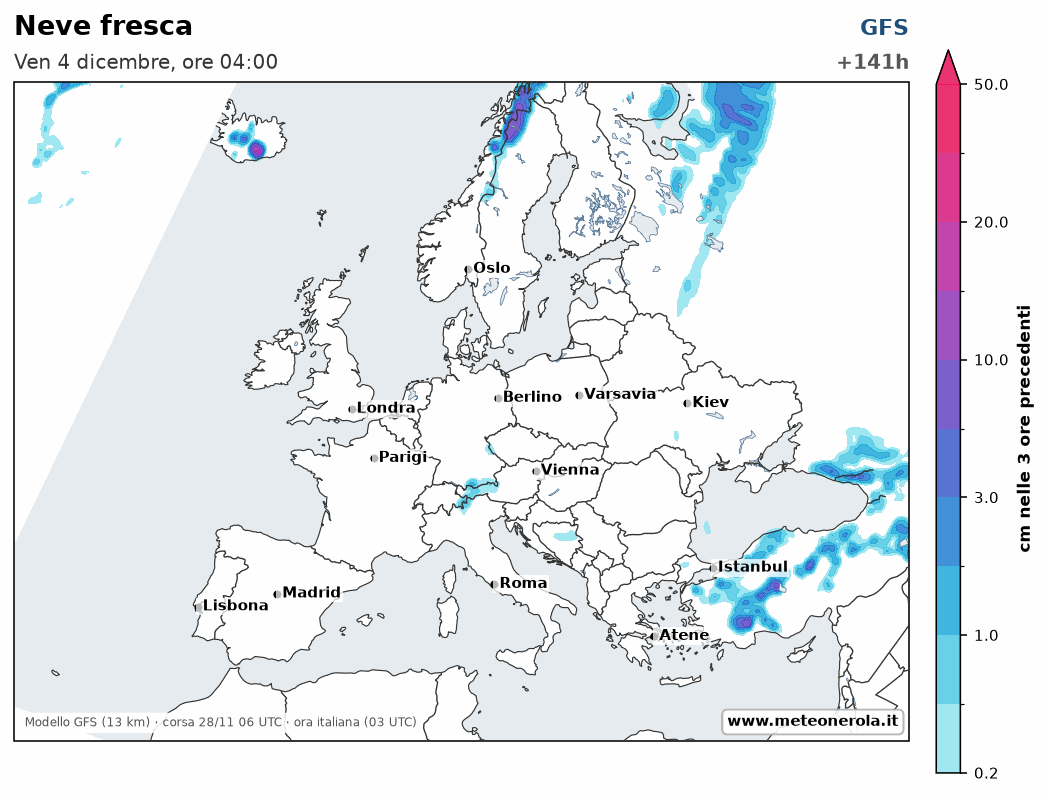 Neve fresca
GFS
Ven 4 dicembre, ore 04:00
+141h
50.0
20.0
10.0
3.0
1.0
0.2
cm nelle 3 ore precedenti
Oslo
Berlino
Varsavia
Kiev
Londra
Parigi
Vienna
Istanbul
Roma
Madrid
Lisbona
Atene
Modello GFS (13 km) · corsa 28/11 06 UTC · ora italiana (03 UTC)
www.meteonerola.it